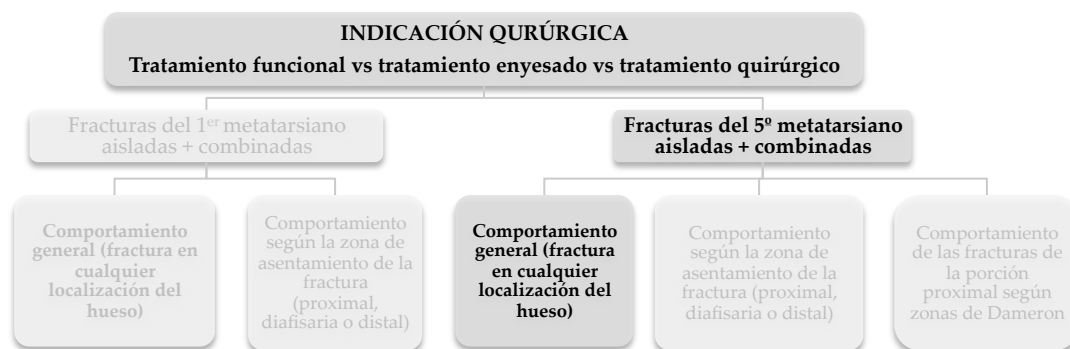 INDICACIÓN QURÚRGICA
Tratamiento funcional vs tratamiento enyesado vs tratamiento quirúrgico
Fracturas del 1er metatarsiano
aisladas + combinadas
Fracturas del 5º metatarsiano
aisladas + combinadas
Comportamiento
general (fractura en
cualquier
localización del
hueso)
Comportamiento
según la zona de
asentamiento de la
fractura
(proximal,
diafisaria o distal)
Comportamiento
general (fractura
en cualquier
localización del
hueso)
Comportamiento
según la zona de
asentamiento de la
fractura (proximal,
diafisaria o distal)
Comportamiento
de las fracturas de
la porción
proximal según
zonas de Dameron